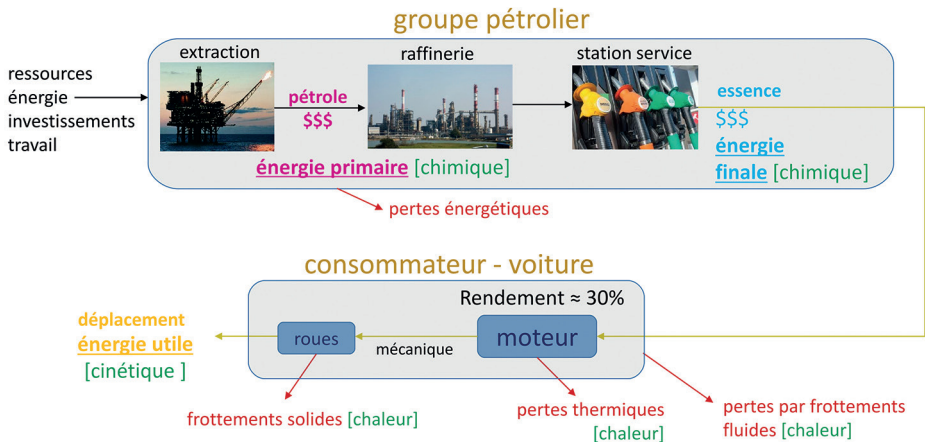 groupe pétrolier
extraction
raffinerie
station service
ressources
énergie
investissements
travail
pétrole
$$$
énergie primaire [chimique]
essence
$$$
énergie
finale [chimique]
pertes énergétiques
consommateur - voiture
Rendement ≈ 30%
déplacement
énergie utile
[cinétique ]
roues
mécanique
moteur
frottements solides [chaleur]
pertes thermiques
[chaleur]
pertes par frottements
fluides [chaleur]